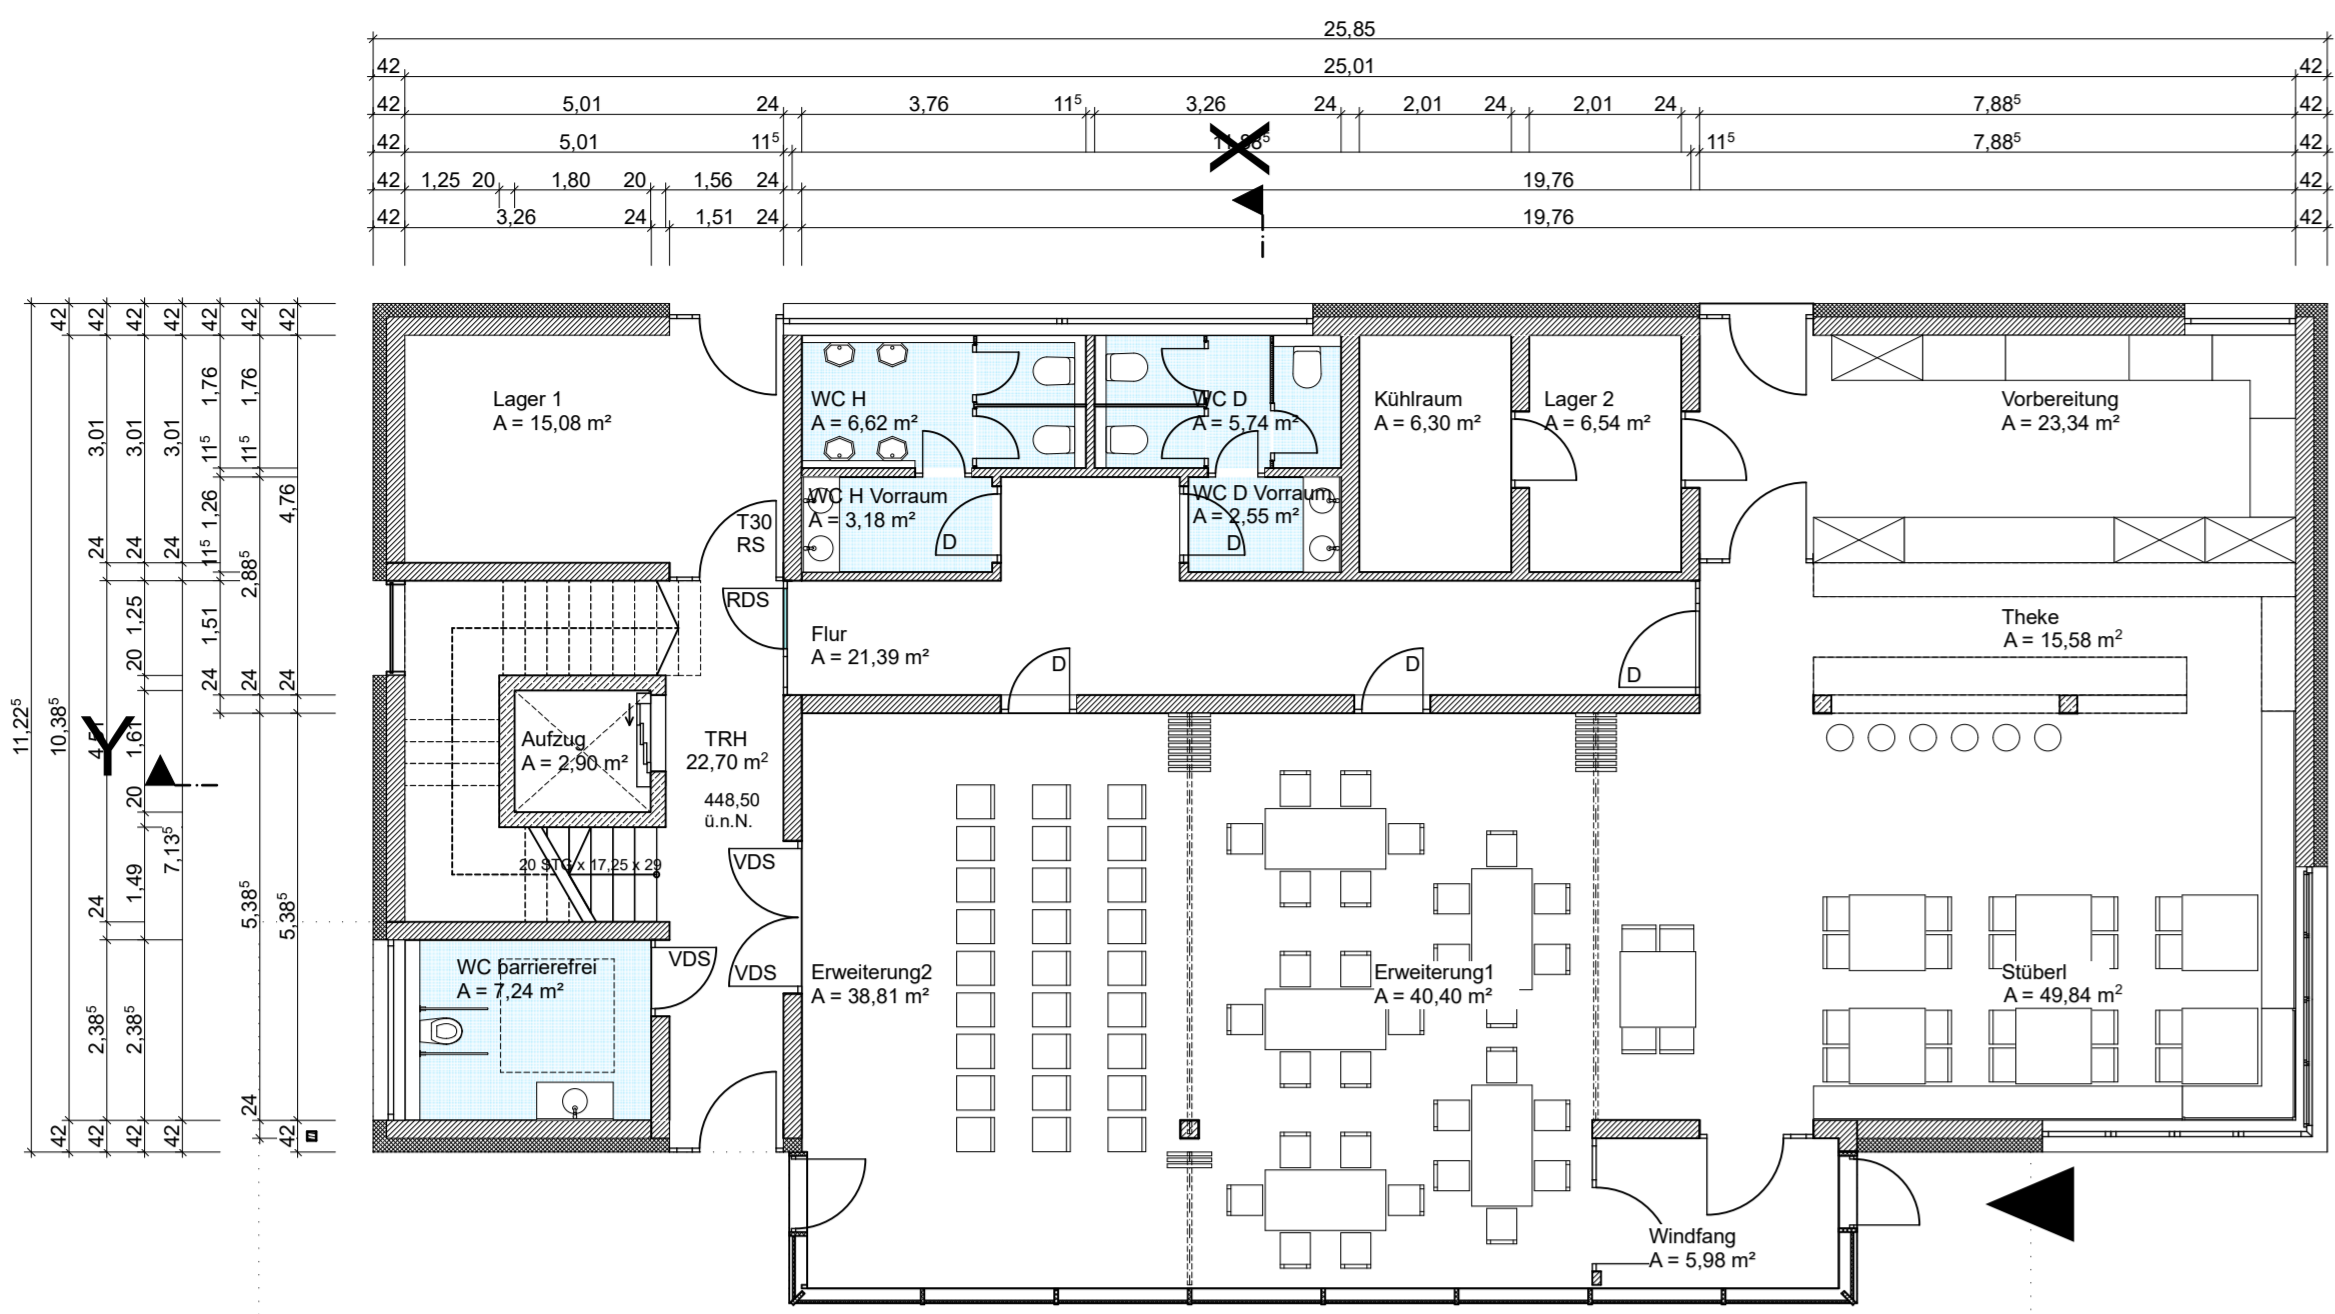 25,85
42 25,01 42
42 5,01 24 3,76 11⁵ 3,26 24 2,01 24 2,01 24 7,88⁵ 42
42 5,01 11⁵ 11⁵ 7,88⁵ 42
42 1,25 20 1,80 20 1,56 24 19,76 42
42 3,26 24 1,51 24 19,76 42
11,22⁵
42 10,38⁵ 42
42 3,01 24 24 2,38⁵ 42
42 3,01 24 1,25 20 1,61 20 1,49 2,38⁵ 42
42 3,01 24 7,13⁵ 42
42 1,76 11⁵ 1,26 11⁵ 1,51 24
42 1,76 11⁵ 2,88⁵ 24 5,38⁵ 24
42 4,76 24 5,38⁵ 42
Y
X
Lager 1
A = 15,08 m²
WC H
A = 6,62 m²
WC D
A = 5,74 m²
Kühlraum
A = 6,30 m²
Lager 2
A = 6,54 m²
Vorbereitung
A = 23,34 m²
WC H Vorraum
A = 3,18 m²
D
WC D Vorraum
A = 2,55 m²
D
T30
RS
RDS
Flur
A = 21,39 m²
D
D
D
Theke
A = 15,58 m²
Aufzug
A = 2,90 m²
TRH
22,70 m²
448,50
ü.n.N.
20 STG x 17,25 x 29
VDS
VDS
VDS
WC barrierefrei
A = 7,24 m²
Erweiterung2
A = 38,81 m²
Erweiterung1
A = 40,40 m²
Stüberl
A = 49,84 m²
Windfang
A = 5,98 m²